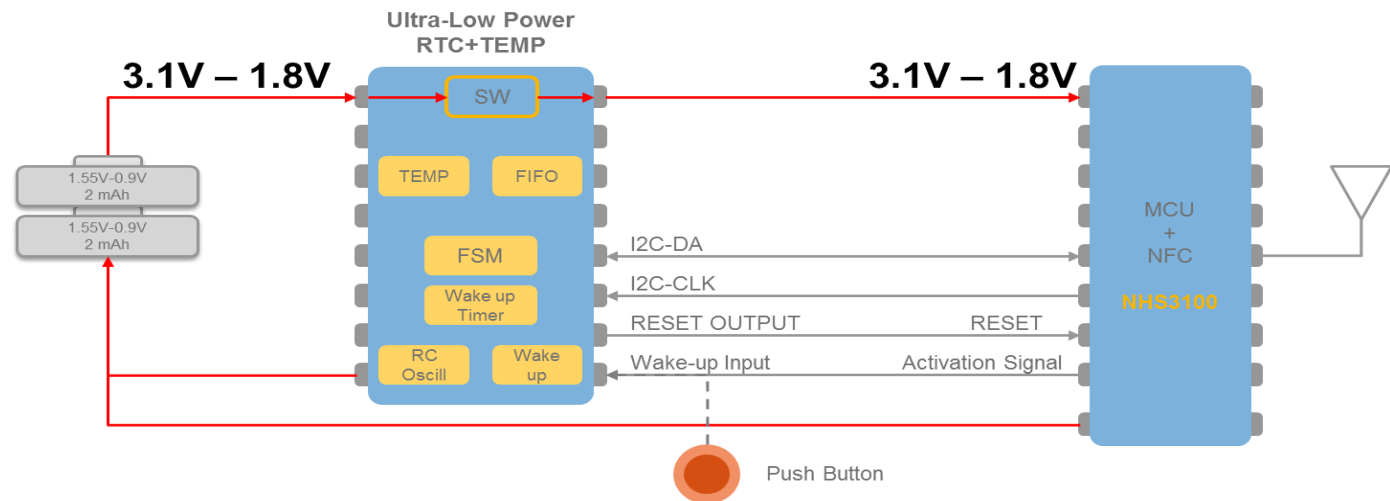 Ultra-Low Power
RTC+TEMP
3.1V – 1.8V
3.1V – 1.8V
SW
1.55V-0.9V
2 mAh
1.55V-0.9V
2 mAh
TEMP
FIFO
FSM
Wake up
Timer
RC
Oscill
Wake
up
I2C-DA
I2C-CLK
RESET OUTPUT
RESET
Wake-up Input
Activation Signal
MCU
+
NFC
NHS3100
Push Button